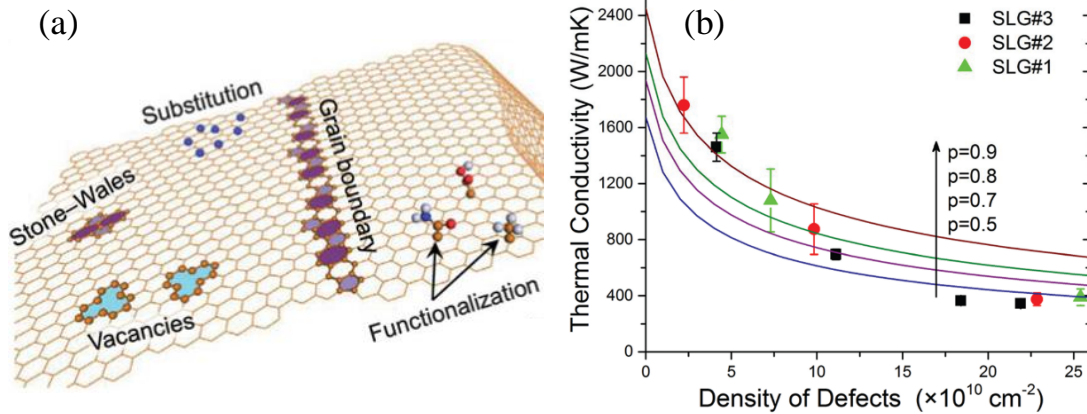 (a)
Substitution
Grain boundary
Stone–Wales
Vacancies
Functionalization
(b)
Thermal Conductivity (W/mK)
2400
2000
1600
1200
800
400
0
SLG#3
SLG#2
SLG#1
p=0.9
p=0.8
p=0.7
p=0.5
0 5 10 15 20 25
Density of Defects (×10¹⁰ cm⁻²)